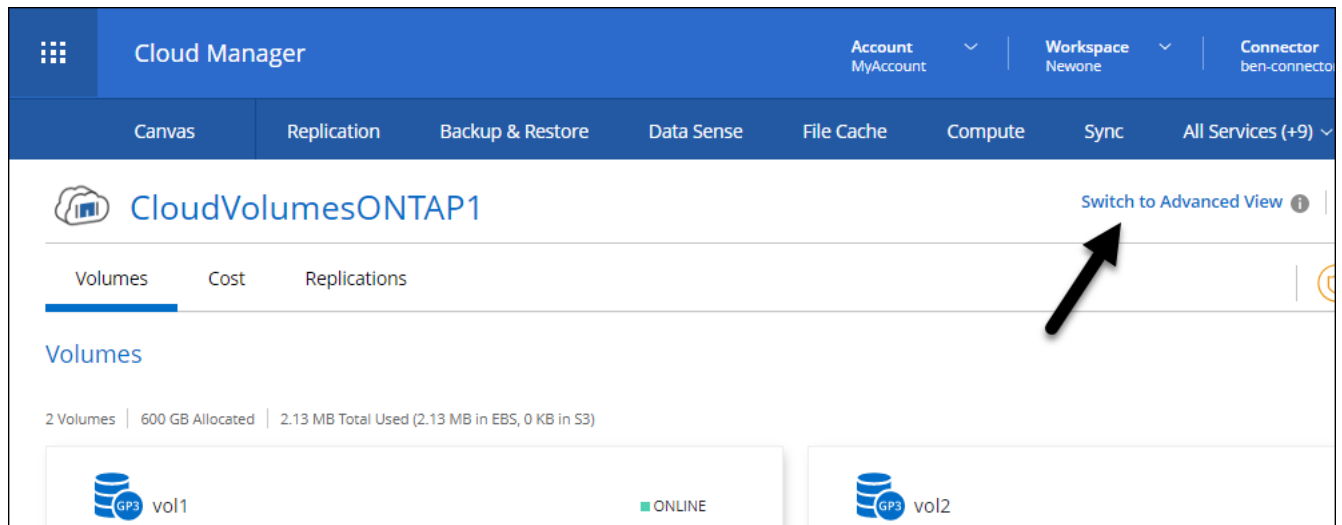 Cloud Manager
Account
MyAccount
Workspace
Newone
Connector
Canvas
Replication
Backup & Restore
Data Sense
File Cache
Compute
Sync
All Services (+9)
CloudVolumesONTAP1
Switch to Advanced View
Volumes
Cost
Replications
Volumes
2 Volumes | 600 GB Allocated | 2.13 MB Total Used (2.13 MB in EBS, 0 KB in S3)
GP3 vol1
ONLINE
GP3 vol2